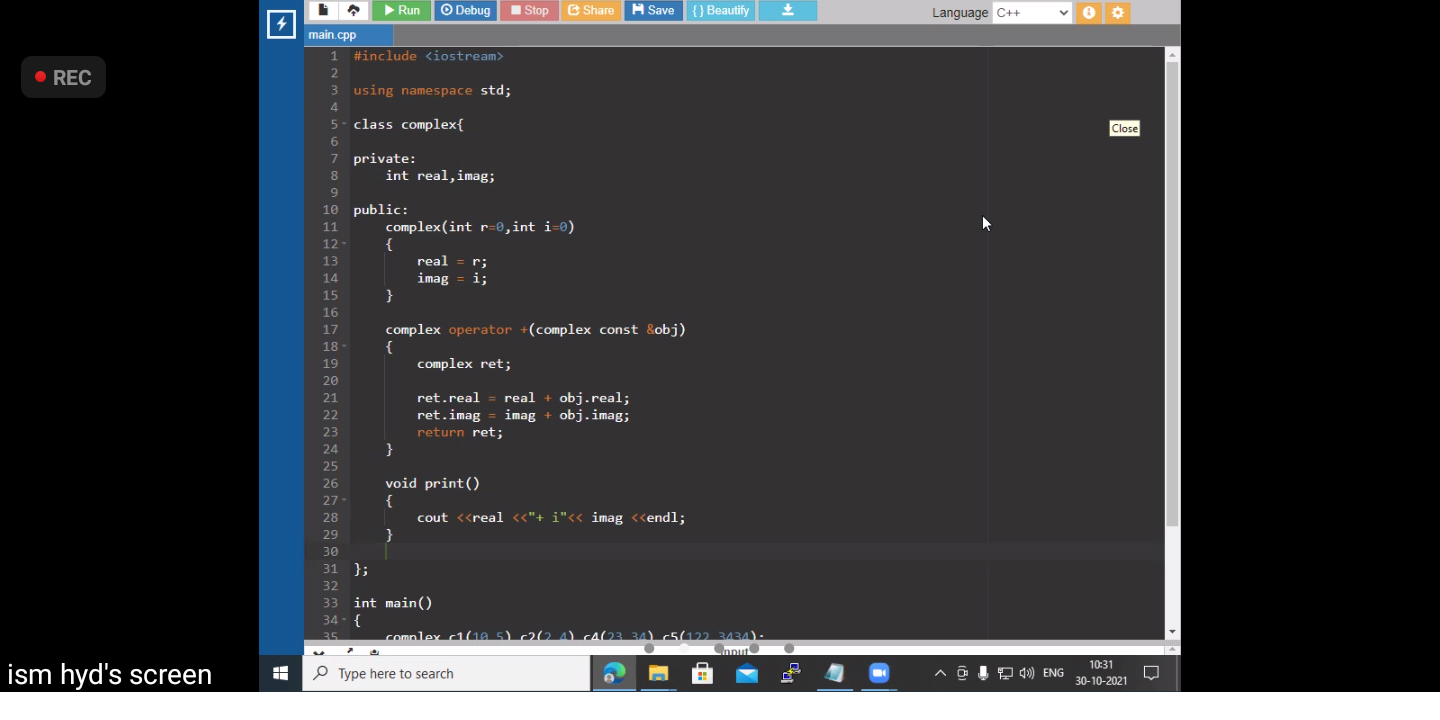 Run Debug Stop Share Save { } Beautify Language C++
main.cpp
REC
1 #include <iostream>
2
3 using namespace std;
4
5 class complex{
Close
6
7 private:
8 int real,imag;
9
10 public:
11 complex(int r=0,int i=0)
12 {
13 real = r;
14 imag = i;
15 }
16
17 complex operator +(complex const &obj)
18 {
19 complex ret;
20
21 ret.real = real + obj.real;
22 ret.imag = imag + obj.imag;
23 return ret;
24 }
25
26 void print()
27 {
28 cout <<real <<"+ i"<< imag <<endl;
29 }
30
31 };
32
33 int main()
34 {
35 complex c1(10,5),c2(2,4),c4(23,34),c5(122,3434);
input
ism hyd's screen
Type here to search
ENG
10:31
30-10-2021